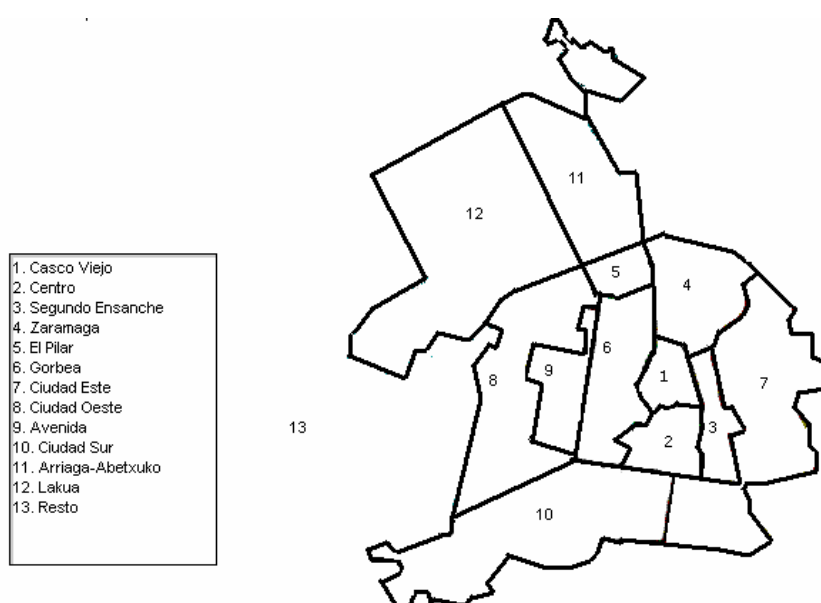 1. Casco Viejo
2. Centro
3. Segundo Ensanche
4. Zaramaga
5. El Pilar
6. Gorbea
7. Ciudad Este
8. Ciudad Oeste
9. Avenida
10. Ciudad Sur
11. Arriaga-Abetxuko
12. Lakua
13. Resto
11
12
5
4
6
1
8
9
7
13
3
2
10